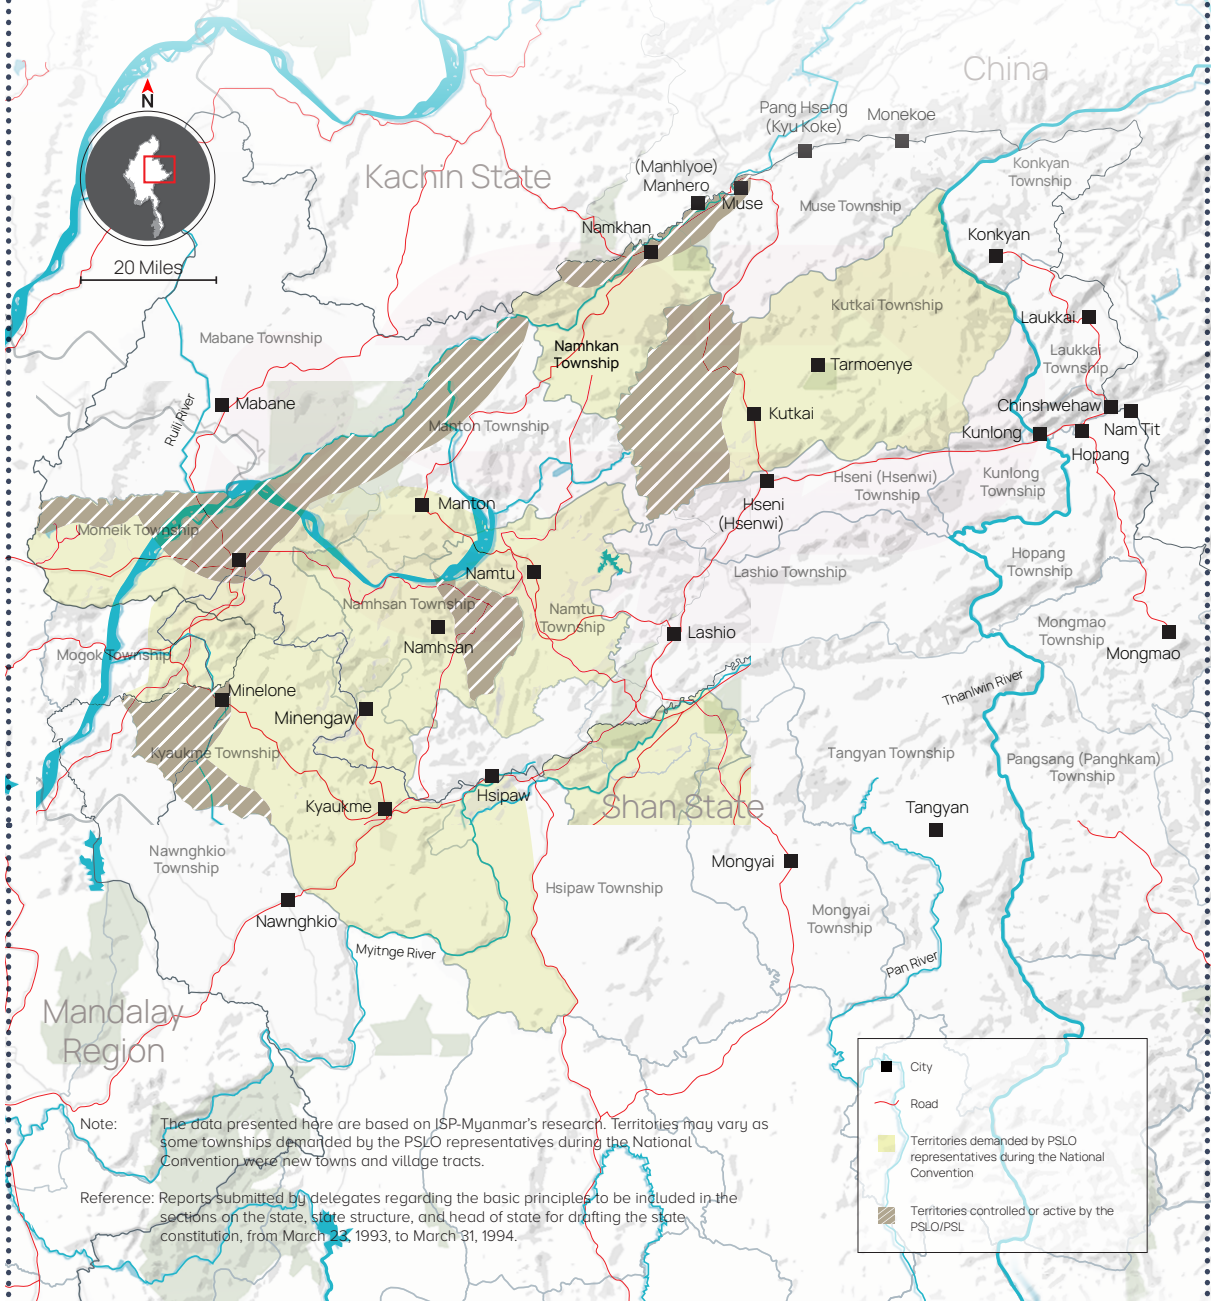 China
Pang Hseng
(Kyu Koke)
Monekoe
N
Kachin State
(Manhlyoe)
Manhero
Muse
Muse Township
Konkyan
Township
Namkhan
Konkyan
20 Miles
Kutkai Township
Laukkai
Mabane Township
Namhkan
Township
Laukkai
Township
Tarmoenye
Mabane
Ruili River
Kutkai
Chinshwehaw
Manton Township
Kunlong
Nam Tit
Hopang
Hseni (Hsenwi)
Township
Kunlong
Township
Manton
Hseni
(Hsenwi)
Momeik Township
Hopang
Township
Namtu
Lashio Township
Namhsan Township
Namtu
Township
Mongmao
Township
Lashio
Namhsan
Mogok Township
Mongmao
Thanlwin River
Minelone
Minengaw
Kyaukme Township
Tangyan Township
Pangsang (Panghkam)
Township
Hsipaw
Kyaukme
Shan State
Tangyan
Nawnghkio
Township
Mongyai
Hsipaw Township
Nawnghkio
Mongyai
Township
Myitnge River
Pan River
Mandalay
Region
City
Road
Territories demanded by PSLO
representatives during the National
Convention
Territories controlled or active by the
PSLO/PSL
Note: The data presented here are based on ISP-Myanmar's research. Territories may vary as
some townships demanded by the PSLO representatives during the National
Convention were new towns and village tracts.
Reference: Reports submitted by delegates regarding the basic principles to be included in the
sections on the state, state structure, and head of state for drafting the state
constitution, from March 23, 1993, to March 31, 1994.